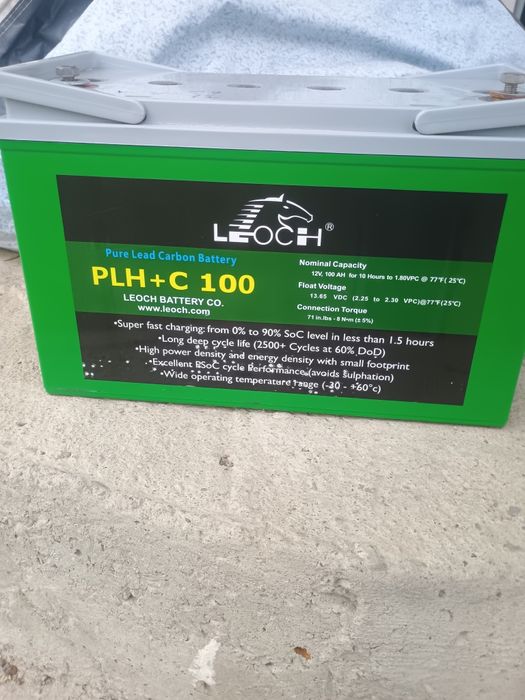 LEOCH®
Pure Lead Carbon Battery
PLH+C 100
LEOCH BATTERY CO.
www.leoch.com
Nominal Capacity
12V, 100 AH for 10 Hours to 1.80VPC @ 77°F( 25°C)
Float Voltage
13.65 VDC (2.25 to 2.30 VPC)@77°F(25°C)
Connection Torque
71 in.lbs - 8 N•m (± 5%)
•Super fast charging: from 0% to 90% SoC level in less than 1.5 hours
•Long deep cycle life (2500+ Cycles at 60% DoD)
•High power density and energy density with small footprint
•Excellent PSoC cycle Performance (avoids sulphation)
•Wide operating temperature range (-30 - +60°c)